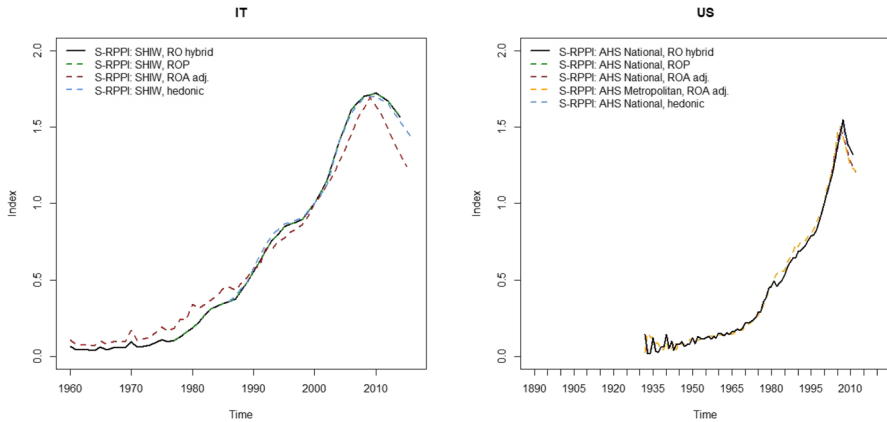 IT
S-RPPI: SHIW, RO hybrid
S-RPPI: SHIW, ROP
S-RPPI: SHIW, ROA adj.
S-RPPI: SHIW, hedonic
Index
2.0
1.5
1.0
0.5
0.0
1960 1970 1980 1990 2000 2010
Time
US
S-RPPI: AHS National, RO hybrid
S-RPPI: AHS National, ROP
S-RPPI: AHS National, ROA adj.
S-RPPI: AHS Metropolitan, ROA adj.
S-RPPI: AHS National, hedonic
Index
2.0
1.5
1.0
0.5
0.0
1890 1905 1920 1935 1950 1965 1980 1995 2010
Time